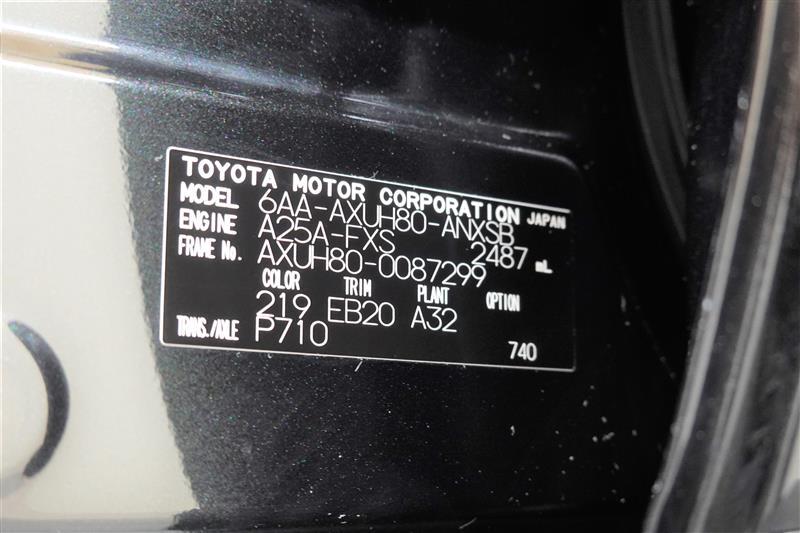 TOYOTA MOTOR CORPORATION JAPAN
MODEL 6AA-AXUH80-ANXSB
ENGINE A25A-FXS 2487 mL
FRAME No. AXUH80-0087299
COLOR TRIM PLANT OPTION
219 EB20 A32
TRANS./AXLE P710
740